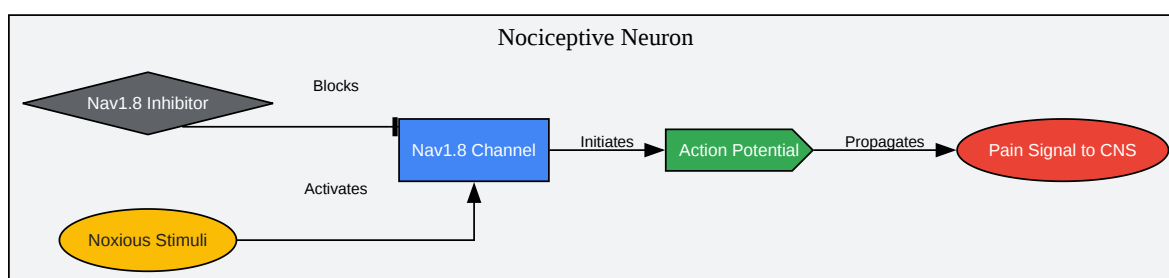 Nociceptive Neuron
Blocks
Nav1.8 Inhibitor
Nav1.8 Channel
Initiates
Action Potential
Propagates
Pain Signal to CNS
Activates
Noxious Stimuli